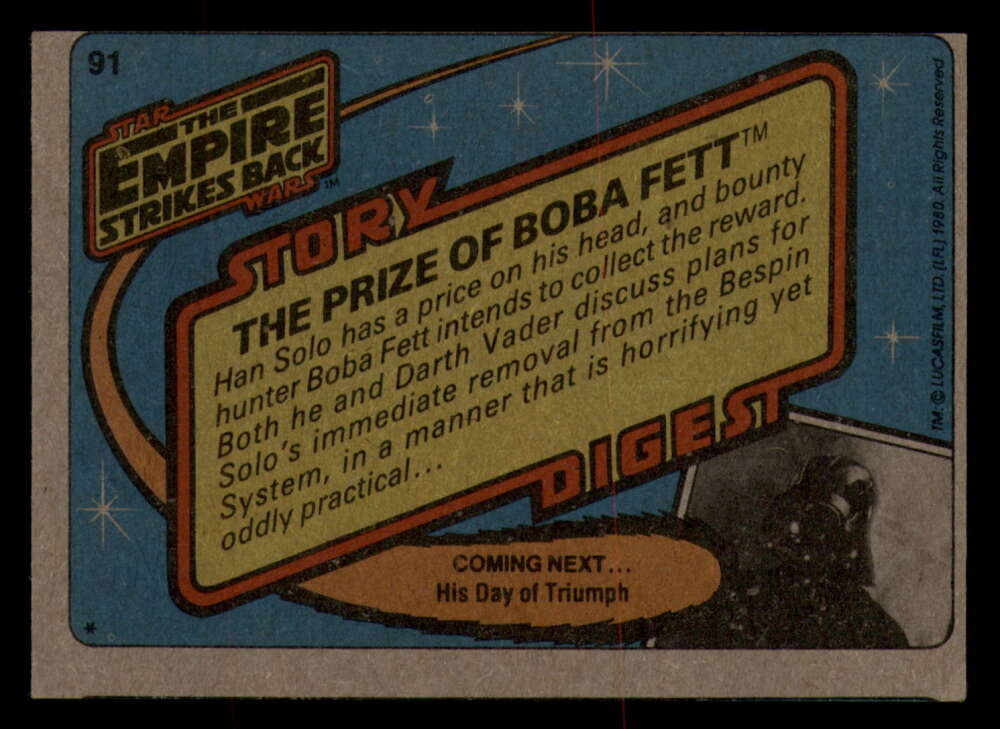 91
STAR
THE
EMPIRE
STRIKES BACK
WARS™
STORY
THE PRIZE OF BOBA FETT™
Han Solo has a price on his head, and bounty
hunter Boba Fett intends to collect the reward.
Both he and Darth Vader discuss plans for
Solo's immediate removal from the Bespin
System, in a manner that is horrifying yet
oddly practical...
DIGEST
COMING NEXT...
His Day of Triumph
*
TM. © LUCASFILM, LTD. (LFL) 1980. All Rights Reserved